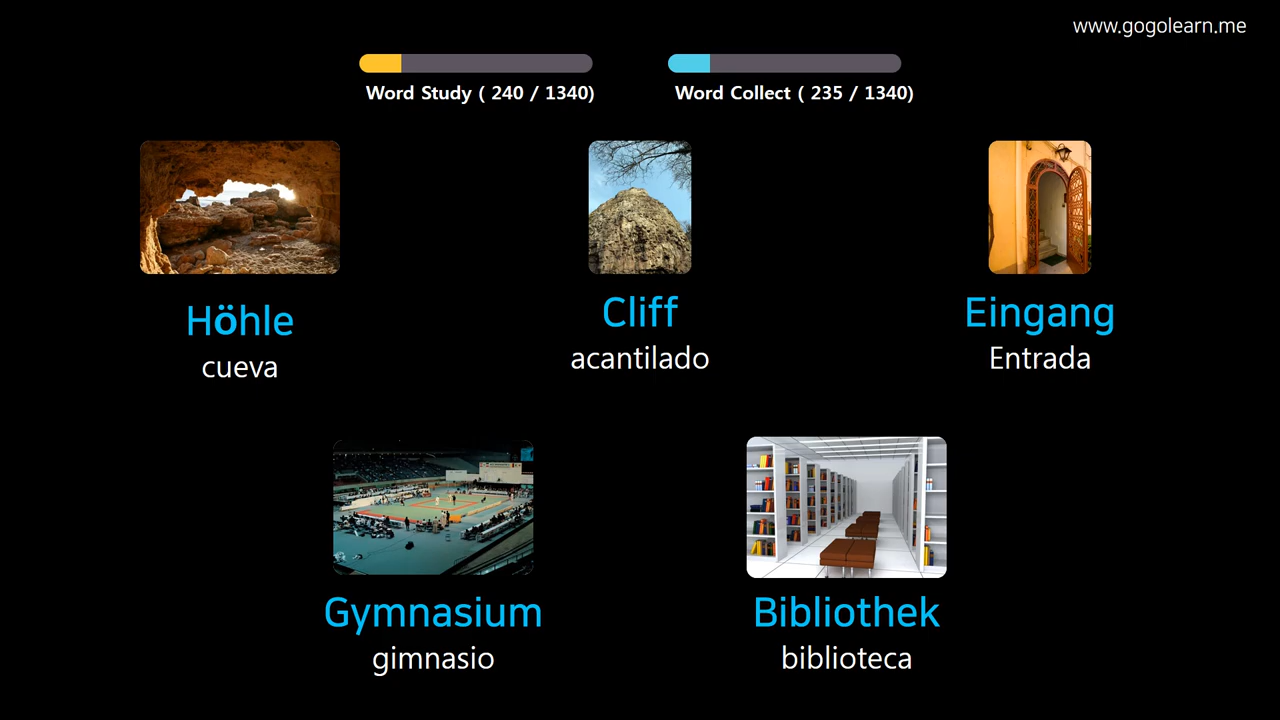 www.gogolearn.me
Word Study ( 240 / 1340)
Word Collect ( 235 / 1340)
Höhle
cueva
Cliff
acantilado
Eingang
Entrada
Gymnasium
gimnasio
Bibliothek
biblioteca